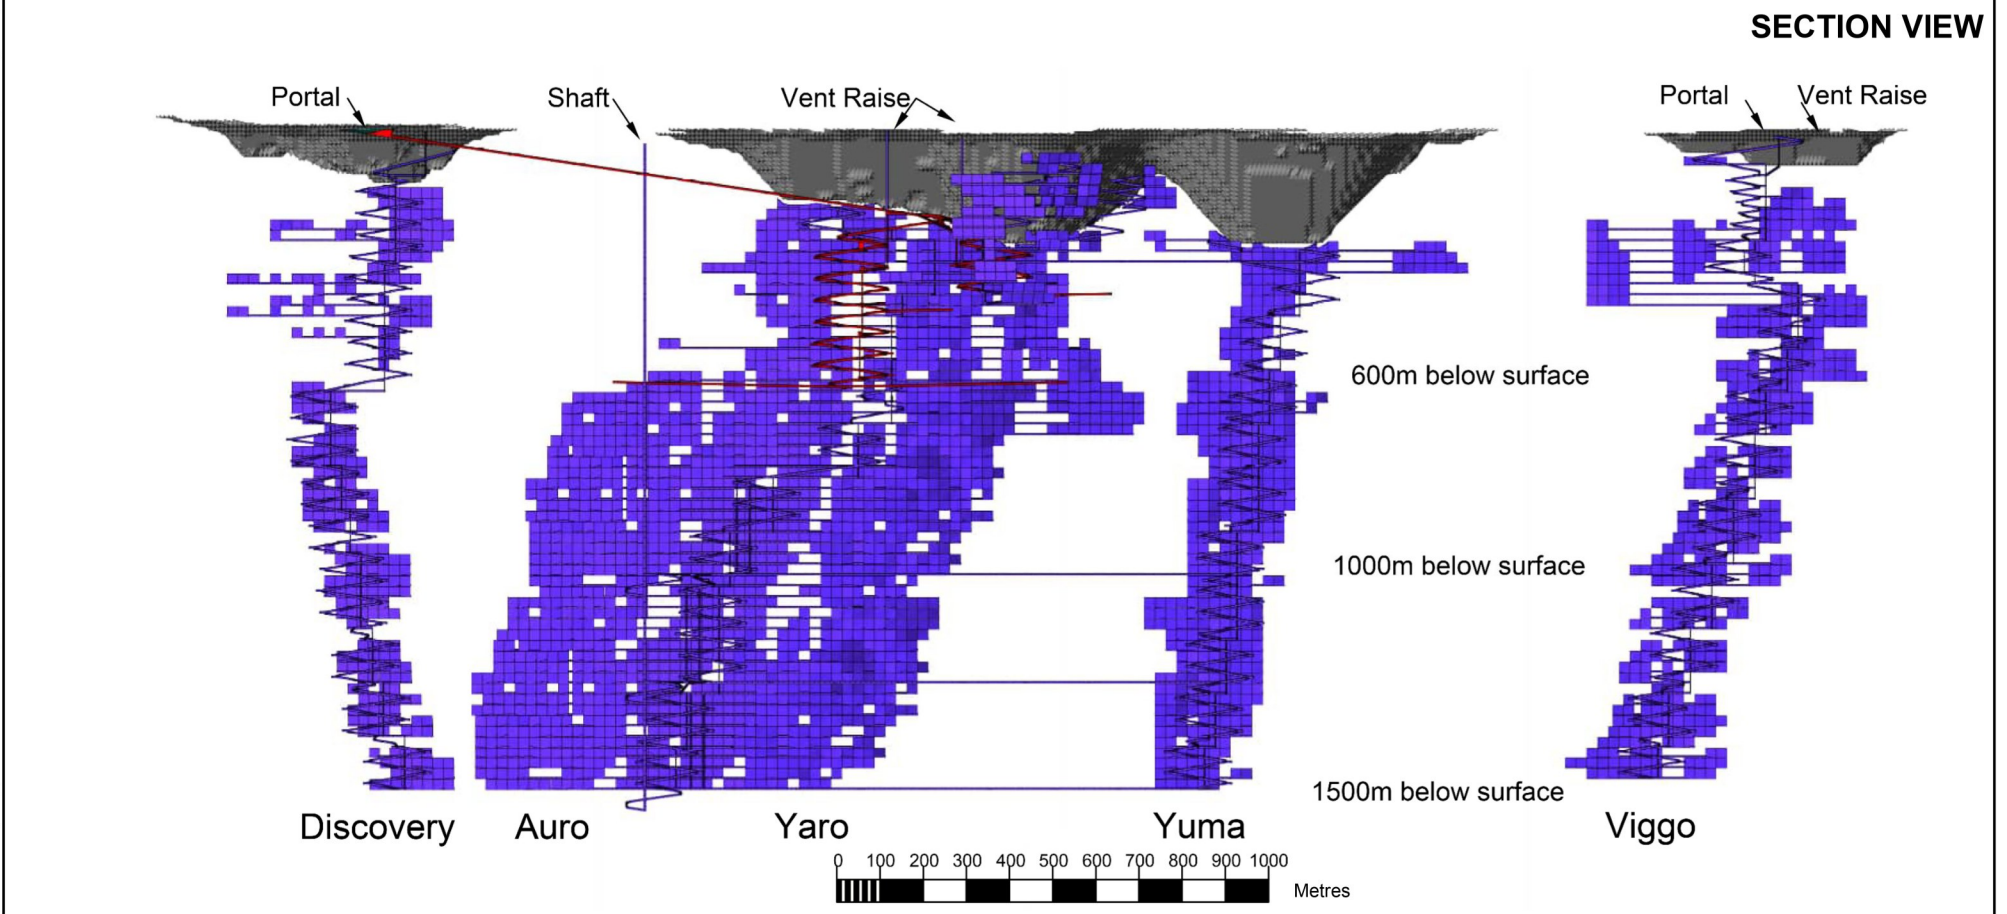 SECTION VIEW
Portal
Shaft
Vent Raise
Portal
Vent Raise
600m below surface
1000m below surface
1500m below surface
Discovery
Auro
Yaro
Yuma
Viggo
0 100 200 300 400 500 600 700 800 900 1000
Metres